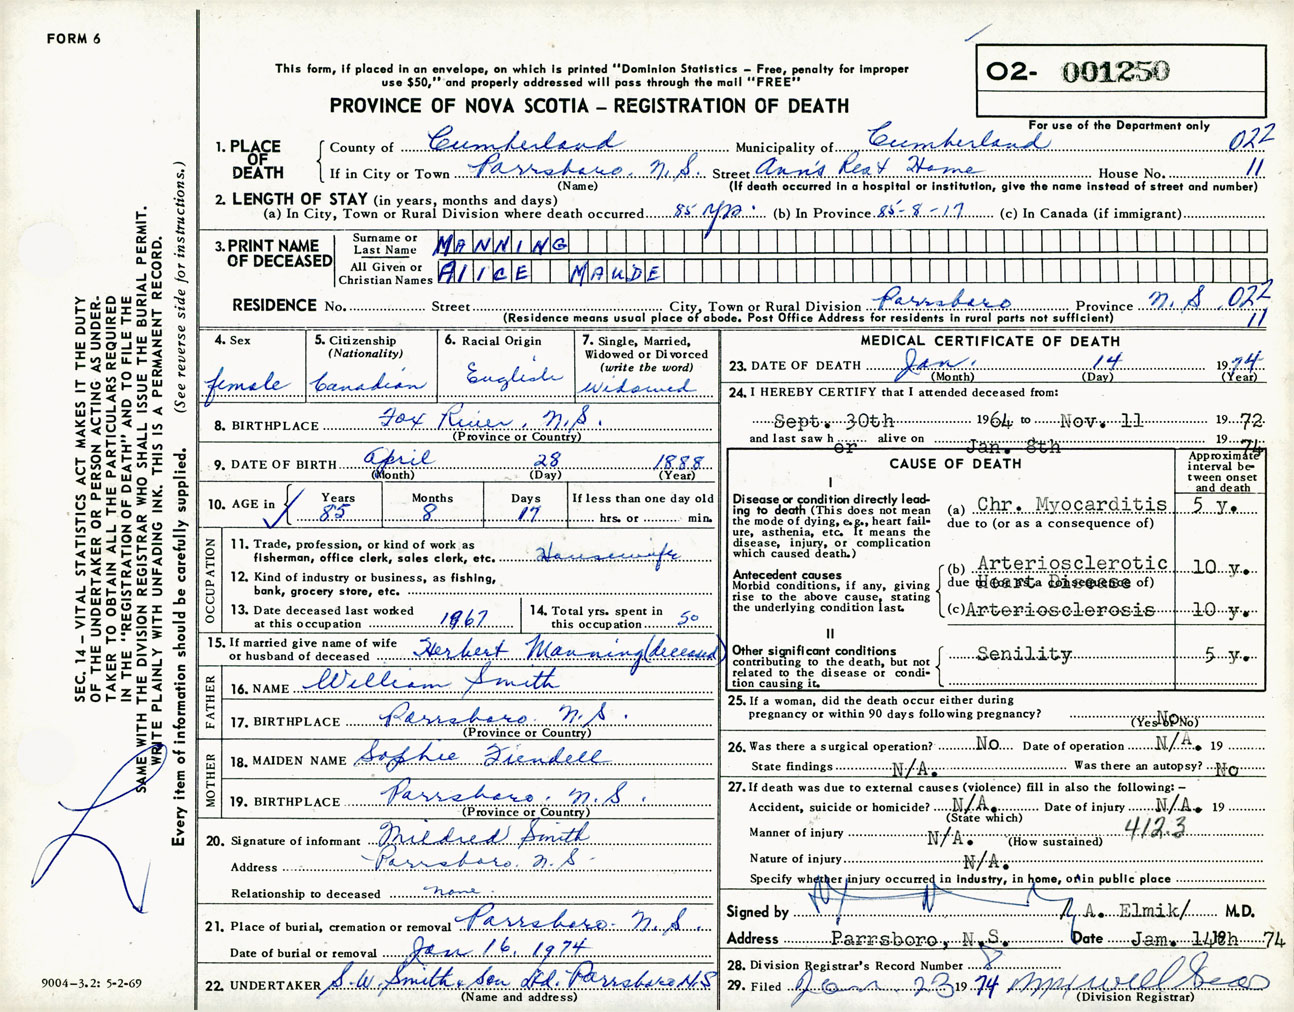 FORM 6
This form, if placed in an envelope, on which is printed "Dominion Statistics – Free, penalty for improper
use $50," and properly addressed will pass through the mail "FREE"
O2- 001250
For use of the Department only
PROVINCE OF NOVA SCOTIA – REGISTRATION OF DEATH
SEC. 14 – VITAL STATISTICS ACT MAKES IT THE DUTY
OF THE UNDERTAKER OR PERSON ACTING AS UNDER-
TAKER TO OBTAIN ALL THE PARTICULARS REQUIRED
IN THE "REGISTRATION OF DEATH" AND TO FILE THE
SAME WITH THE DIVISION REGISTRAR WHO SHALL ISSUE THE BURIAL PERMIT.
WRITE PLAINLY WITH UNFADING INK. THIS IS A PERMANENT RECORD.
Every item of information should be carefully supplied. (See reverse side for instructions.)
1. PLACE OF DEATH
County of Cumberland Municipality of Cumberland 022
If in City or Town Parrsboro. N.S. Street Ann's Rest Home House No. 11
(Name) (If death occurred in a hospital or institution, give the name instead of street and number)
2. LENGTH OF STAY (in years, months and days)
(a) In City, Town or Rural Division where death occurred 85 yrs. (b) In Province 85-8-17 (c) In Canada (if immigrant)
3. PRINT NAME OF DECEASED
Surname or Last Name MANNING
All Given or Christian Names ALICE MAUDE
RESIDENCE No. Street City, Town or Rural Division Parrsboro Province N.S. 022
(Residence means usual place of abode. Post Office Address for residents in rural parts not sufficient) 11
4. Sex female
5. Citizenship (Nationality) Canadian
6. Racial Origin English
7. Single, Married, Widowed or Divorced (write the word) Widowed
8. BIRTHPLACE Fox River, N.S.
(Province or Country)
9. DATE OF BIRTH April 28 1888
(Month) (Day) (Year)
10. AGE in Years 85 Months 8 Days 17 If less than one day old hrs. or min.
OCCUPATION
11. Trade, profession, or kind of work as
fisherman, office clerk, sales clerk, etc. Housewife
12. Kind of industry or business, as fishing,
bank, grocery store, etc.
13. Date deceased last worked
at this occupation 1967
14. Total yrs. spent in
this occupation 50
15. If married give name of wife
or husband of deceased Herbert Manning (deceased)
FATHER
16. NAME William Smith
17. BIRTHPLACE Parrsboro. N.S.
(Province or Country)
MOTHER
18. MAIDEN NAME Sophie
19. BIRTHPLACE Parrsboro. N.S.
(Province or Country)
20. Signature of informant Mildred Smith
Address Parrsboro. N.S.
Relationship to deceased none.
21. Place of burial, cremation or removal Parrsboro. N.S.
Date of burial or removal Jan 16, 1974
22. UNDERTAKER S.W. Smith & Son Ltd. Parrsboro N.S
(Name and address)
9004–3.2: 5-2-69
MEDICAL CERTIFICATE OF DEATH
23. DATE OF DEATH Jan. 14 1974
(Month) (Day) (Year)
24. I HEREBY CERTIFY that I attended deceased from:
Sept. 30th 1964 to Nov. 11 19 72
and last saw h er alive on Jan. 8th 19 74
CAUSE OF DEATH
Approximate interval between onset and death
I
Disease or condition directly lead-
ing to death (This does not mean
the mode of dying, e.g., heart fail-
ure, asthenia, etc. It means the
disease, injury, or complication
which caused death.)
(a) Chr. Myocarditis 5 y.
due to (or as a consequence of)
Antecedent causes
Morbid conditions, if any, giving
rise to the above cause, stating
the underlying condition last.
(b) Arteriosclerotic 10 y.
Heart Disease
due to (or as a consequence of)
(c) Arteriosclerosis 10 y.
II
Other significant conditions
contributing to the death, but not
related to the disease or condi-
tion causing it.
Senility 5 y.
25. If a woman, did the death occur either during
pregnancy or within 90 days following pregnancy? No
(Yes or No)
26. Was there a surgical operation? No Date of operation N/A. 19
State findings N/A. Was there an autopsy? No
27. If death was due to external causes (violence) fill in also the following: –
Accident, suicide or homicide? N/A. Date of injury N/A. 19
(State which) 412.3
Manner of injury N/A. (How sustained)
Nature of injury N/A.
Specify whether injury occurred in industry, in home, or in public place
Signed by A. Elmik/ M.D.
Address Parrsboro, N.S. Date Jan. 14th 74
28. Division Registrar's Record Number 8
29. Filed Jan 23 19 74
(Division Registrar)